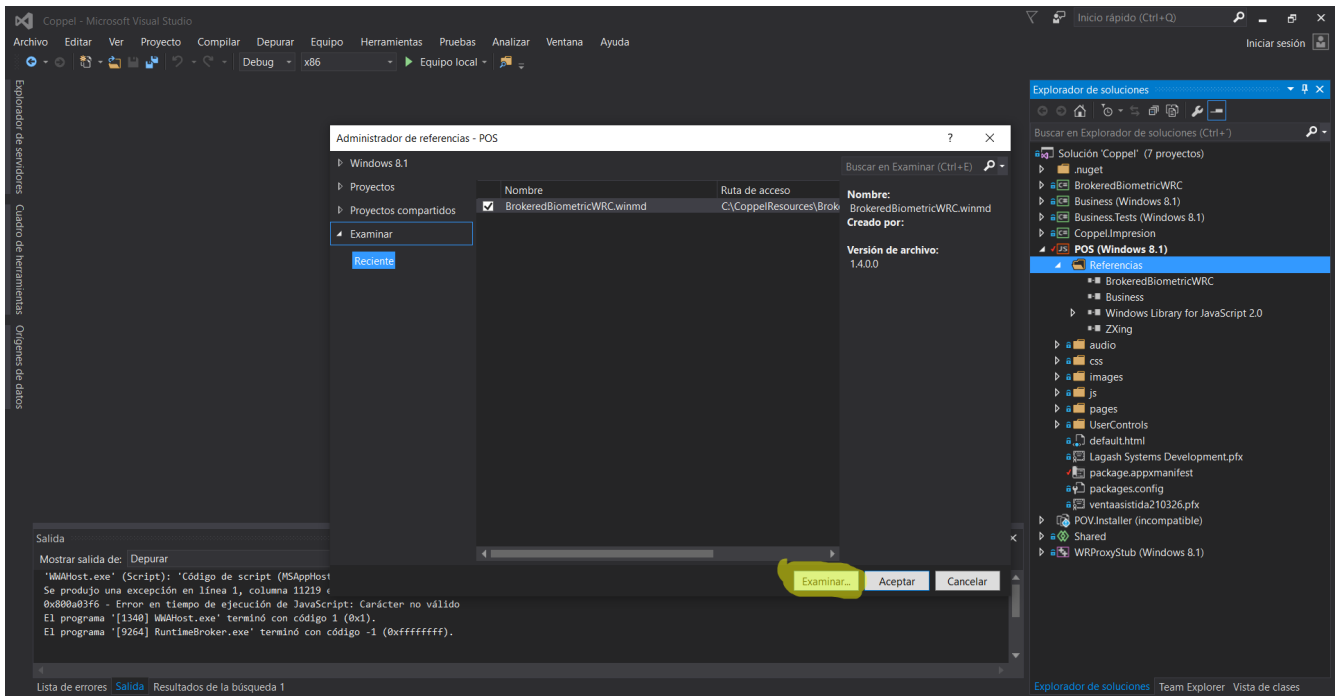 Coppel - Microsoft Visual Studio
Inicio rápido (Ctrl+Q)
Archivo Editar Ver Proyecto Compilar Depurar Equipo Herramientas Pruebas Analizar Ventana Ayuda
Iniciar sesión
Debug x86 Equipo local
Explorador de servidores
Cuadro de herramientas
Orígenes de datos
Administrador de referencias - POS
Windows 8.1
Proyectos
Proyectos compartidos
Examinar
Reciente
Nombre Ruta de acceso
BrokeredBiometricWRC.winmd C:\CoppelResources\Brok
Buscar en Examinar (Ctrl+E)
Nombre:
BrokeredBiometricWRC.winmd
Creado por:
Versión de archivo:
1.4.0.0
Examinar... Aceptar Cancelar
Explorador de soluciones
Buscar en Explorador de soluciones (Ctrl+´)
Solución 'Coppel' (7 proyectos)
.nuget
BrokeredBiometricWRC
Business (Windows 8.1)
Business.Tests (Windows 8.1)
Coppel.Impresion
POS (Windows 8.1)
Referencias
BrokeredBiometricWRC
Business
Windows Library for JavaScript 2.0
ZXing
audio
css
images
js
pages
UserControls
default.html
Lagash Systems Development.pfx
package.appxmanifest
packages.config
ventaasistida210326.pfx
POV.Installer (incompatible)
Shared
WRProxyStub (Windows 8.1)
Salida
Mostrar salida de: Depurar
'WWAHost.exe' (Script): 'Código de script (MSAppHost
Se produjo una excepción en línea 1, columna 11219 e
0x800a03f6 - Error en tiempo de ejecución de JavaScript: Carácter no válido
El programa '[1340] WWAHost.exe' terminó con código 1 (0x1).
El programa '[9264] RuntimeBroker.exe' terminó con código -1 (0xffffffff).
Lista de errores Salida Resultados de la búsqueda 1
Explorador de soluciones Team Explorer Vista de clases